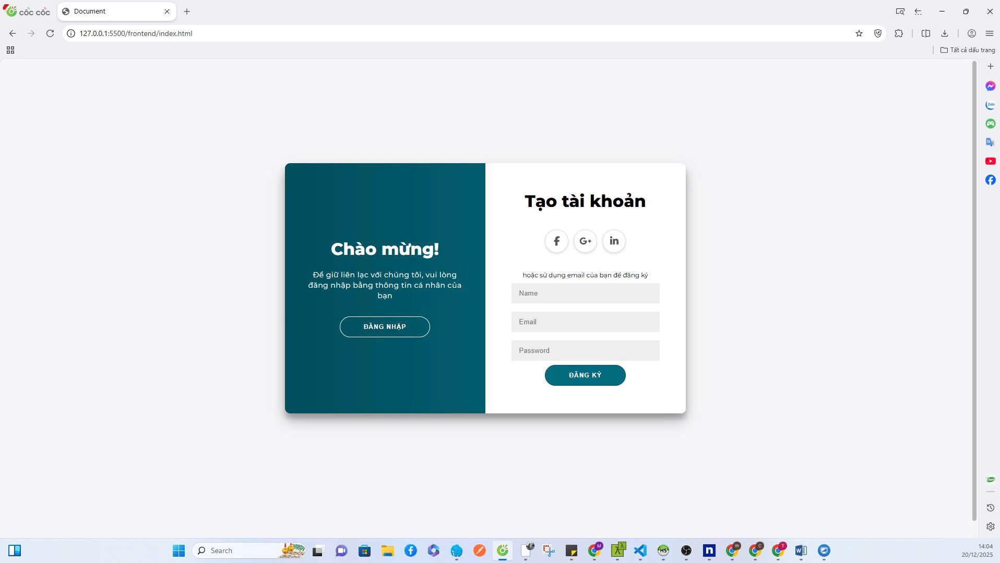 cốc cốc
Document
127.0.0.1:5500/frontend/index.html
Tất cả dấu trang
Zalo
Chào mừng!
Để giữ liên lạc với chúng tôi, vui lòng
đăng nhập bằng thông tin cá nhân của
bạn
ĐĂNG NHẬP
Tạo tài khoản
f
G+
in
hoặc sử dụng email của bạn để đăng ký
Name
Email
Password
ĐĂNG KÝ
Search
14:04
20/12/2025